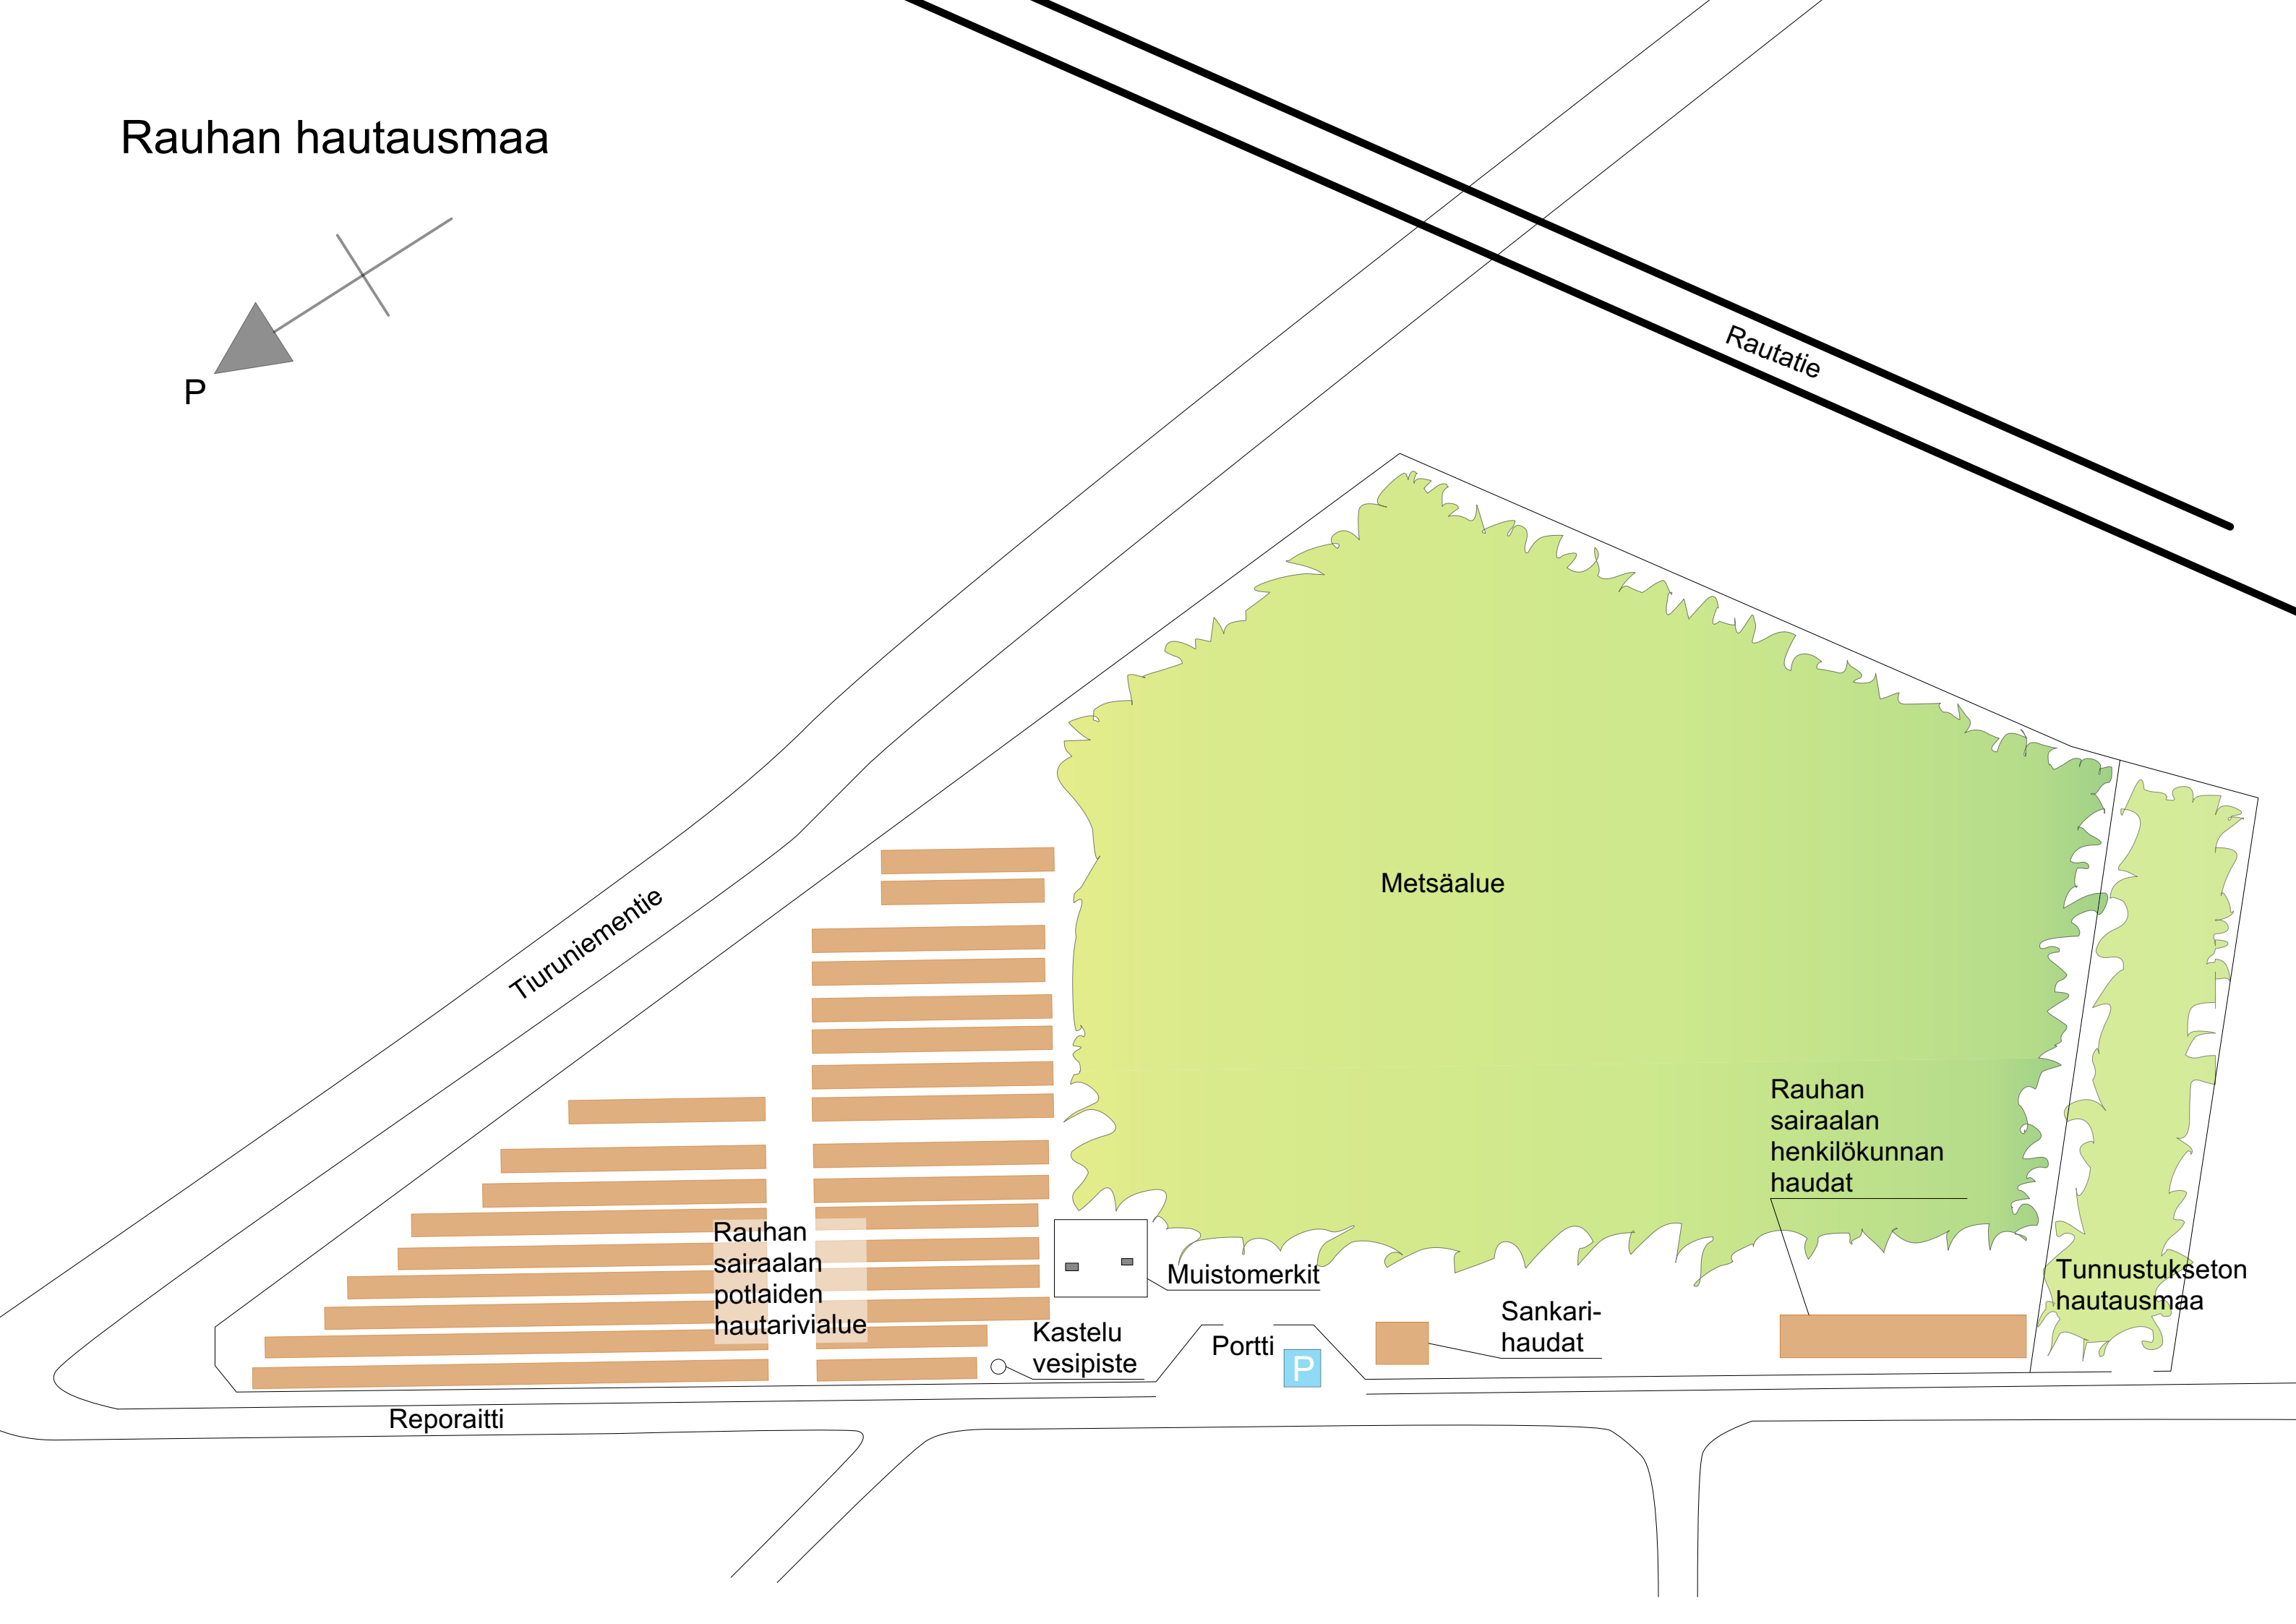 Rauhan hautausmaa
P
Rautatie
Metsäalue
Tiuruniementie
Rauhan
sairaalan
henkilökunnan
haudat
Rauhan
sairaalan
potlaiden
hautarivialue
Muistomerkit
Tunnustukseton
hautausmaa
Sankari-
haudat
Kastelu
vesipiste
Portti
P
Reporaitti